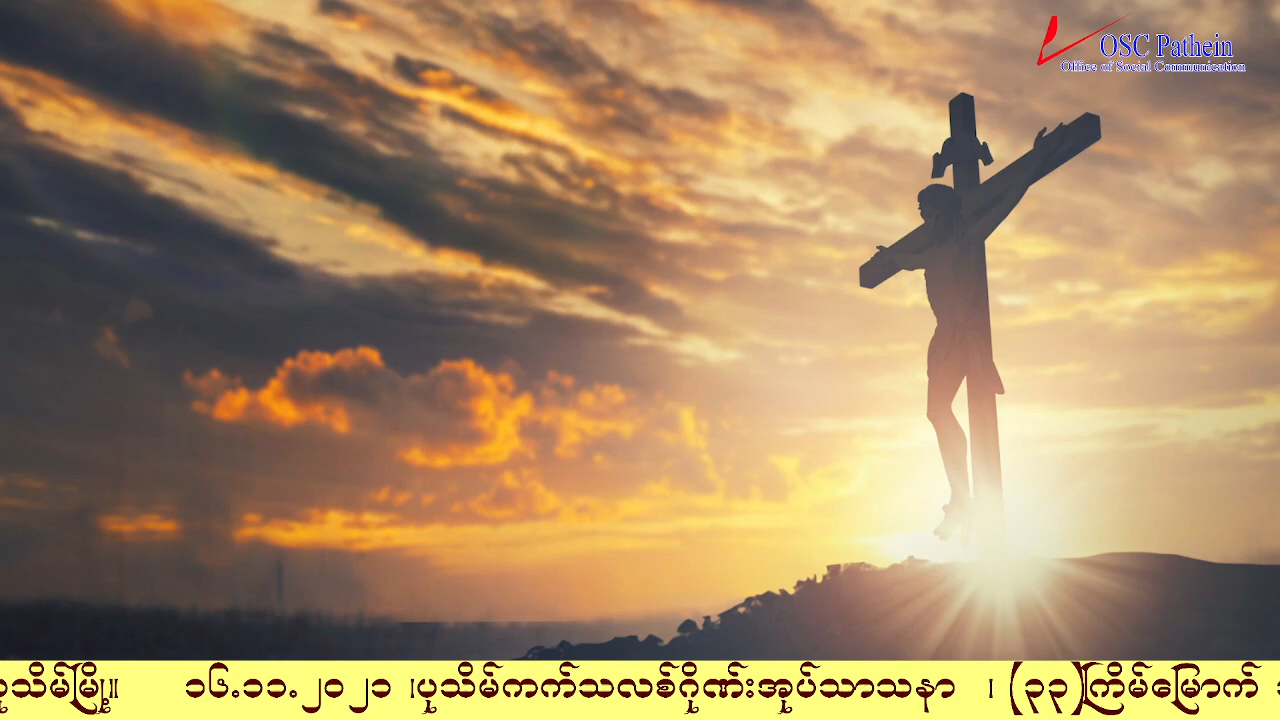 OSC Pathein
Office of Social Communication
ပုသိမ်မြို့။ ၁၆.၁၁.၂၀၂၁ ၊ပုသိမ်ကက်သလစ်ဂိုဏ်းအုပ်သာသနာ ၊ (၃၃)ကြိမ်မြောက်